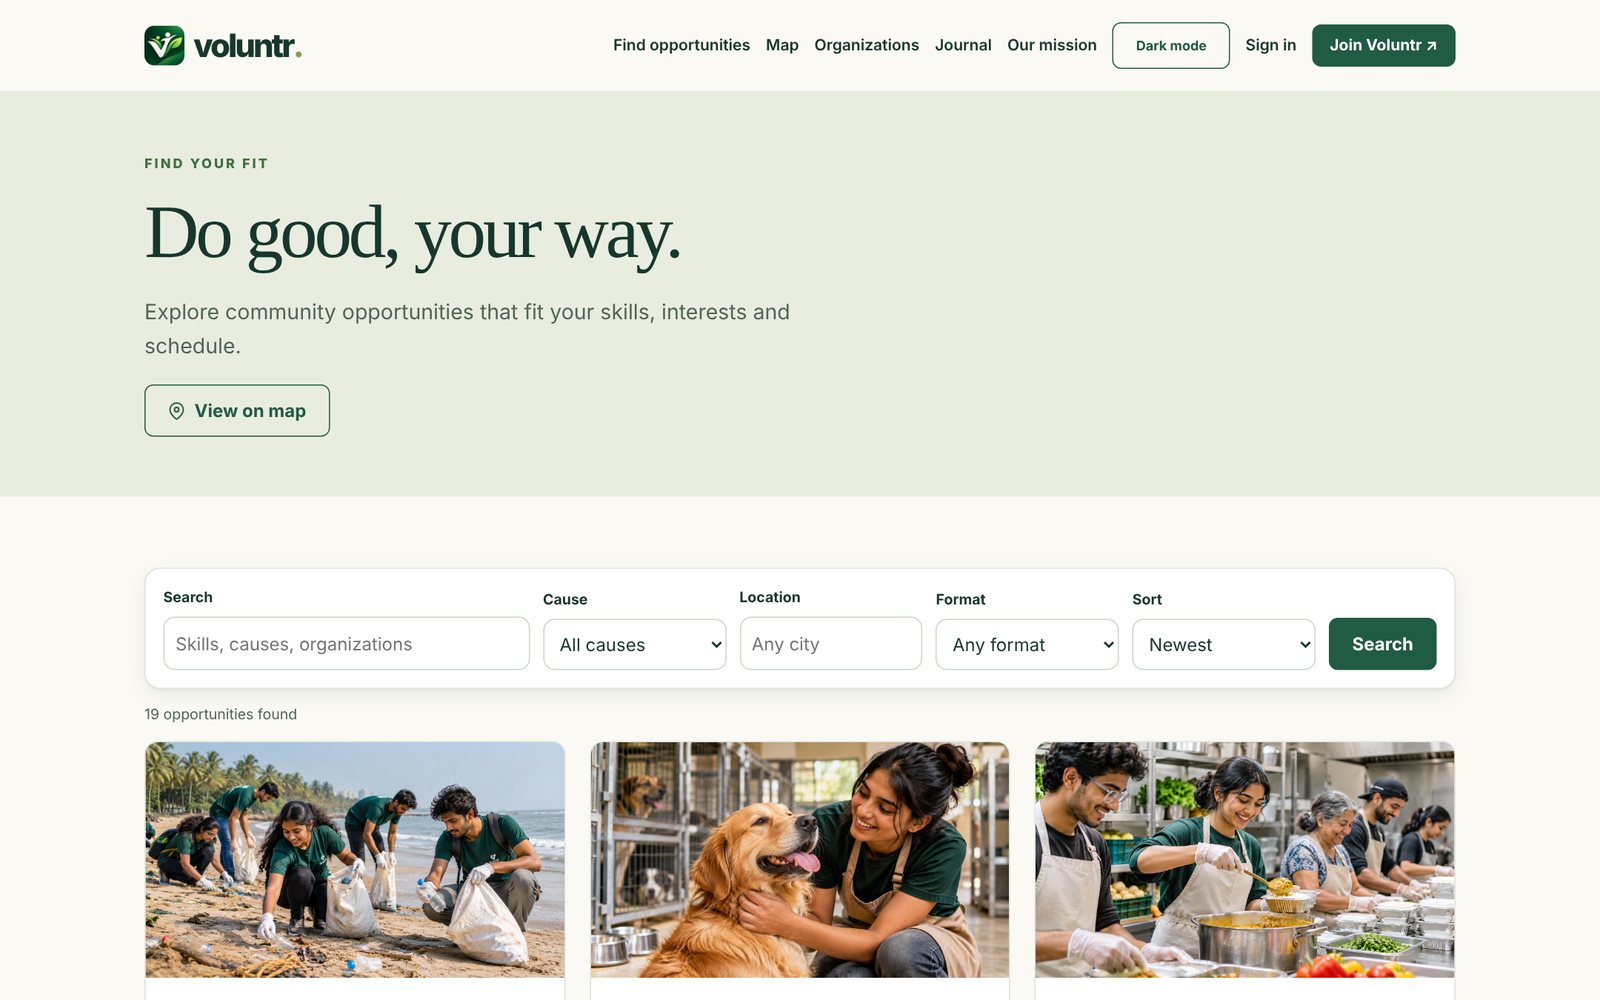 voluntr.
Find opportunities Map Organizations Journal Our mission Dark mode Sign in Join Voluntr ↗
FIND YOUR FIT
Do good, your way.
Explore community opportunities that fit your skills, interests and
schedule.
View on map
Search Cause Location Format Sort
Skills, causes, organizations All causes Any city Any format Newest Search
19 opportunities found